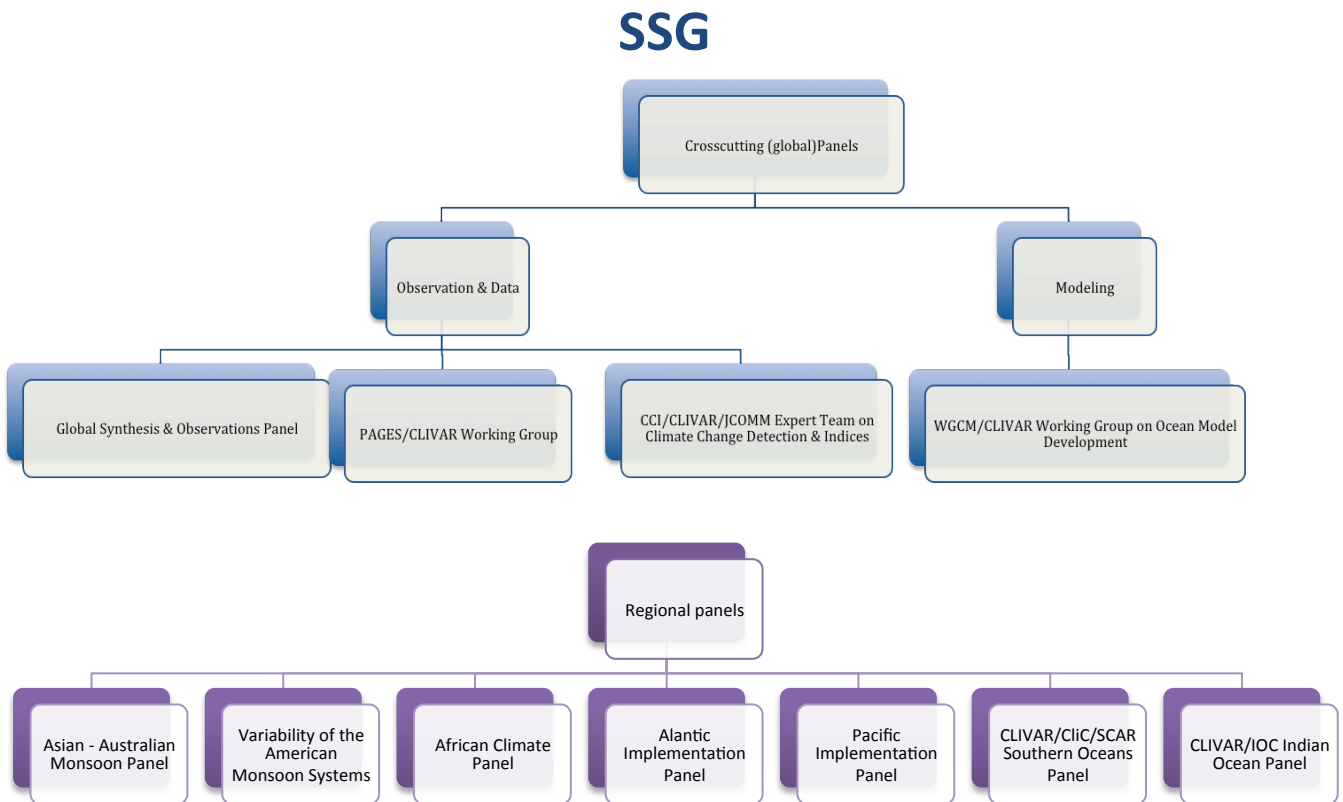 SSG
Crosscutting (global)Panels
Observation & Data
Modeling
Global Synthesis & Observations Panel
PAGES/CLIVAR Working Group
CCI/CLIVAR/JCOMM Expert Team on
Climate Change Detection & Indices
WGCM/CLIVAR Working Group on Ocean Model
Development
Regional panels
Asian - Australian
Monsoon Panel
Variability of the
American
Monsoon Systems
African Climate
Panel
Alantic
Implementation
Panel
Pacific
Implementation
Panel
CLIVAR/CliC/SCAR
Southern Oceans
Panel
CLIVAR/IOC Indian
Ocean Panel